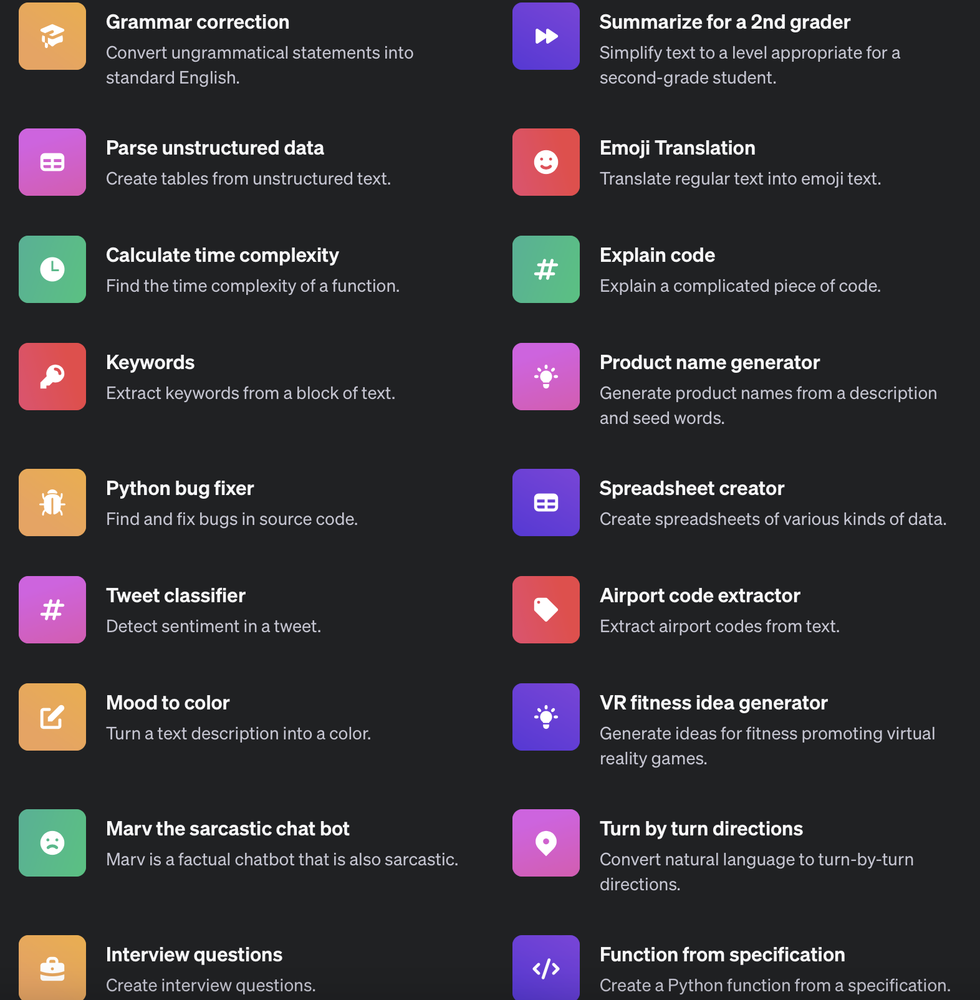 Grammar correction
Convert ungrammatical statements into
standard English.
Summarize for a 2nd grader
Simplify text to a level appropriate for a
second-grade student.
Parse unstructured data
Create tables from unstructured text.
Emoji Translation
Translate regular text into emoji text.
Calculate time complexity
Find the time complexity of a function.
Explain code
Explain a complicated piece of code.
Keywords
Extract keywords from a block of text.
Product name generator
Generate product names from a description
and seed words.
Python bug fixer
Find and fix bugs in source code.
Spreadsheet creator
Create spreadsheets of various kinds of data.
Tweet classifier
Detect sentiment in a tweet.
Airport code extractor
Extract airport codes from text.
Mood to color
Turn a text description into a color.
VR fitness idea generator
Generate ideas for fitness promoting virtual
reality games.
Marv the sarcastic chat bot
Marv is a factual chatbot that is also sarcastic.
Turn by turn directions
Convert natural language to turn-by-turn
directions.
Interview questions
Create interview questions.
Function from specification
Create a Python function from a specification.